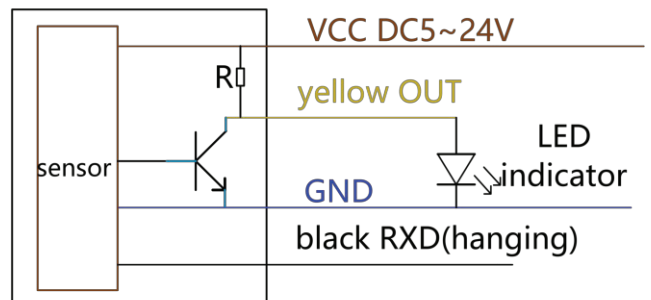 VCC DC5~24V
R
yellow OUT
LED
sensor
indicator
GND
black RXD(hanging)